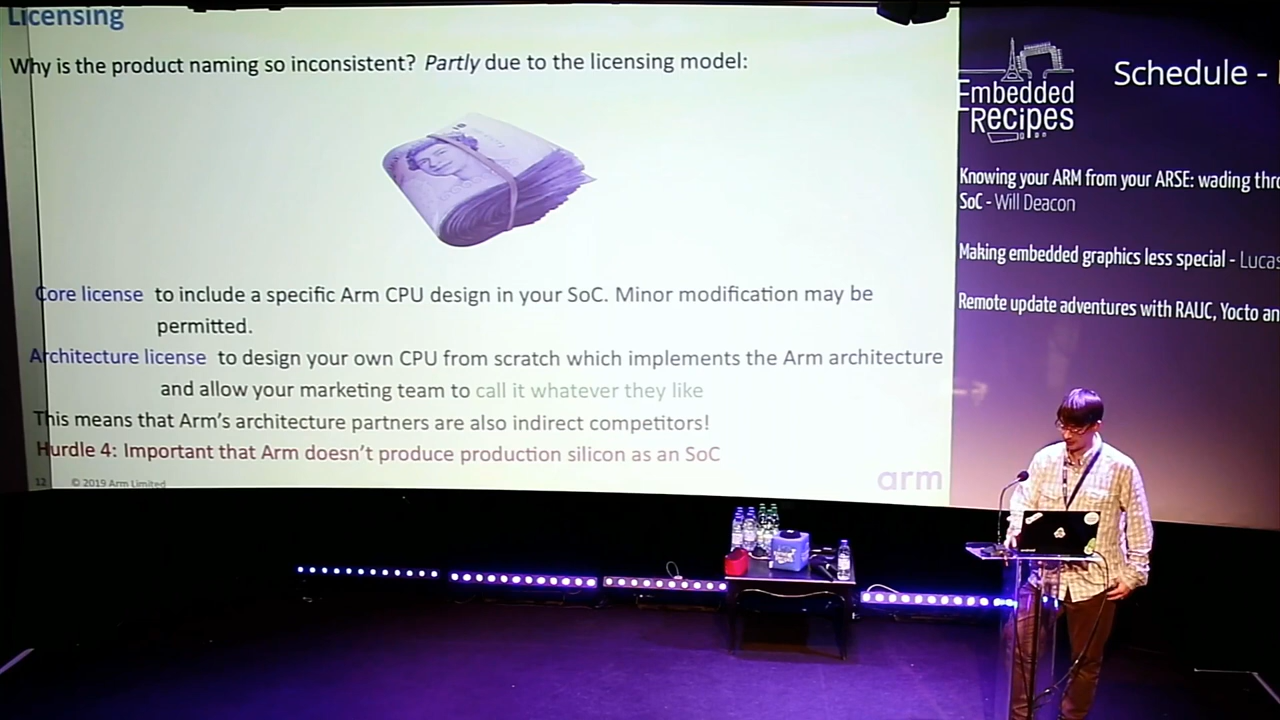 Licensing
Why is the product naming so inconsistent? Partly due to the licensing model:
Core license to include a specific Arm CPU design in your SoC. Minor modification may be
permitted.
Architecture license to design your own CPU from scratch which implements the Arm architecture
and allow your marketing team to call it whatever they like
This means that Arm's architecture partners are also indirect competitors!
Hurdle 4: Important that Arm doesn't produce production silicon as an SoC
12 © 2019 Arm Limited
arm
Embedded
Recipes
Schedule -
Knowing your ARM from your ARSE: wading thro
SoC - Will Deacon
Making embedded graphics less special - Lucas
Remote update adventures with RAUC, Yocto an